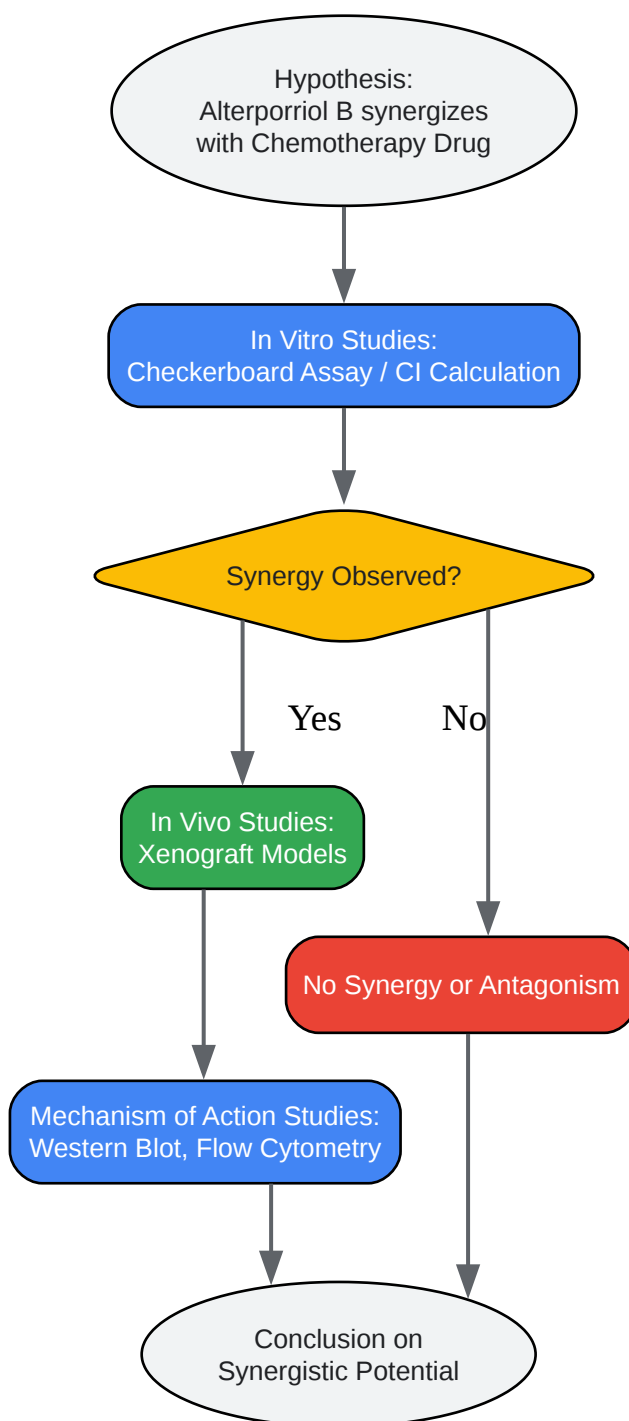 Hypothesis:
Alterporriol B synergizes
with Chemotherapy Drug
In Vitro Studies:
Checkerboard Assay / CI Calculation
Synergy Observed?
Yes
No
In Vivo Studies:
Xenograft Models
No Synergy or Antagonism
Mechanism of Action Studies:
Western Blot, Flow Cytometry
Conclusion on
Synergistic Potential